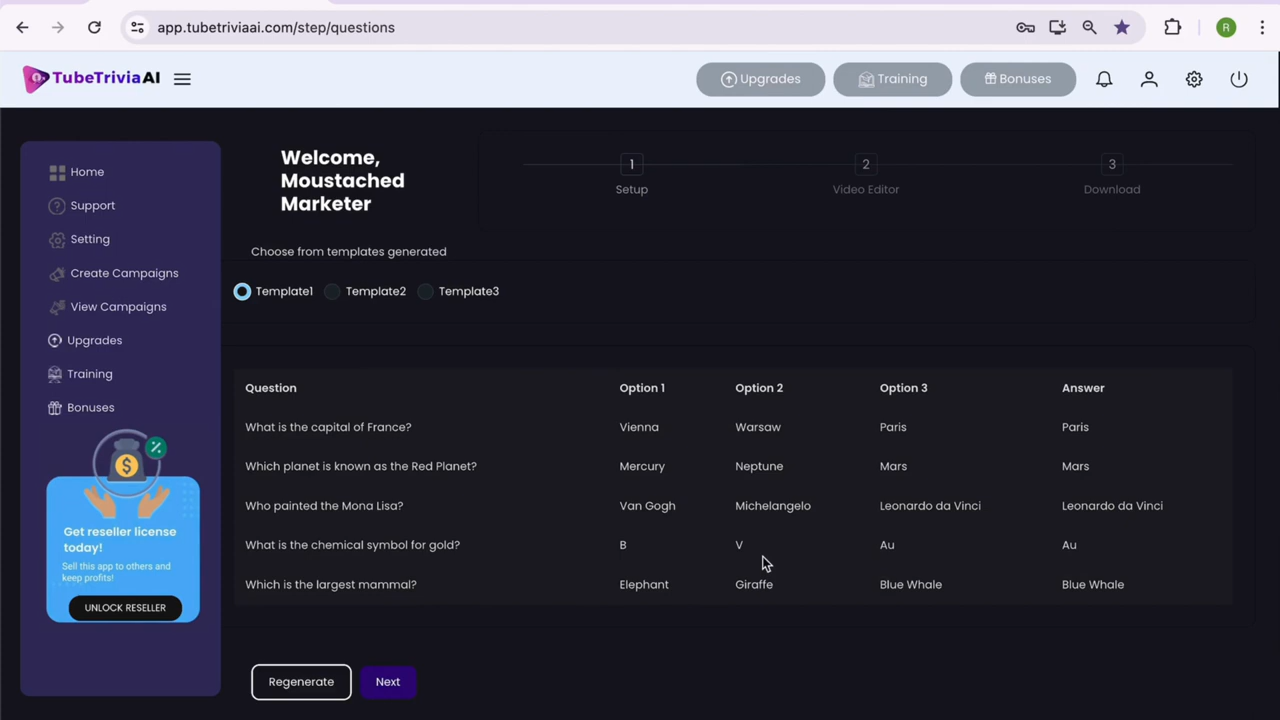 app.tubetriviaai.com/step/questions
R
TubeTrivia AI
Upgrades
Training
Bonuses
Home
Support
Setting
Create Campaigns
View Campaigns
Upgrades
Training
Bonuses
$
%
Get reseller license
today!
Sell this app to others and
keep profits!
UNLOCK RESELLER
Welcome,
Moustached
Marketer
1
Setup
2
Video Editor
3
Download
Choose from templates generated
Template1 Template2 Template3
Question Option 1 Option 2 Option 3 Answer
What is the capital of France? Vienna Warsaw Paris Paris
Which planet is known as the Red Planet? Mercury Neptune Mars Mars
Who painted the Mona Lisa? Van Gogh Michelangelo Leonardo da Vinci Leonardo da Vinci
What is the chemical symbol for gold? B V Au Au
Which is the largest mammal? Elephant Giraffe Blue Whale Blue Whale
Regenerate Next